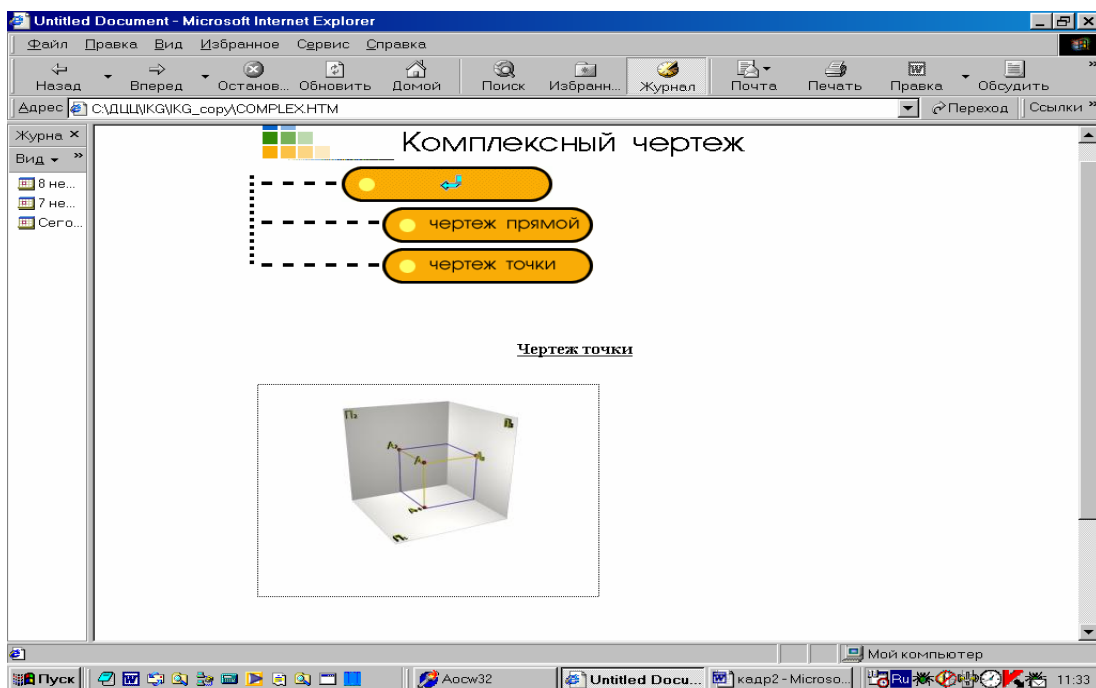 Untitled Document - Microsoft Internet Explorer
Файл Правка Вид Избранное Сервис Справка
Назад Вперед Останов... Обновить Домой Поиск Избранн... Журнал Почта Печать Правка Обсудить
Адрес C:\ДЦЦ\IKG\IKG_copy\COMPLEX.HTM Переход Ссылки
Журна
Вид
8 не...
7 не...
Сего...
Комплексный чертеж
чертеж прямой
чертеж точки
Чертеж точки
A
Мой компьютер
Пуск Aocw32 Untitled Docu... кадр2 - Microso... Ru 11:33